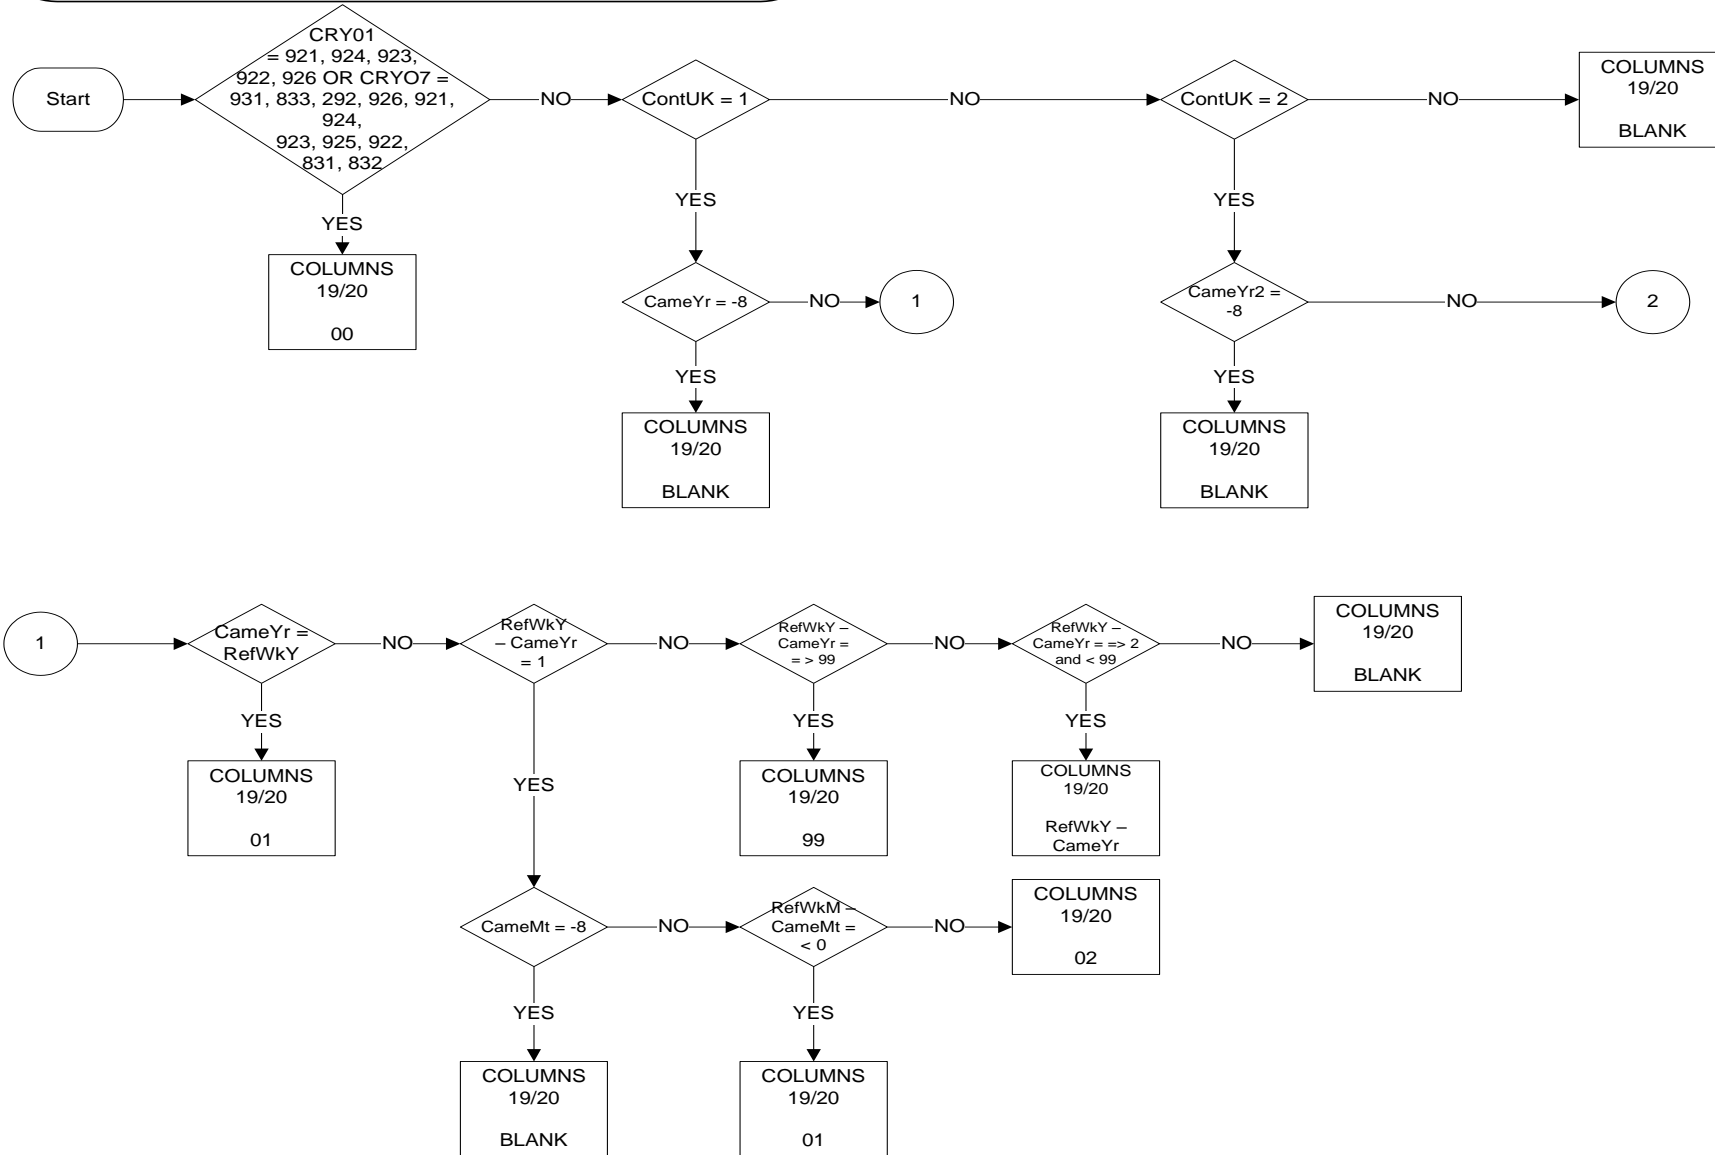 Start
CRY01
= 921, 924, 923,
922, 926 OR CRYO7 =
931, 833, 292, 926, 921,
924,
923, 925, 922,
831, 832
NO
ContUK = 1
NO
ContUK = 2
NO
COLUMNS
19/20
BLANK
YES
COLUMNS
19/20
00
YES
CameYr = -8
NO
1
YES
COLUMNS
19/20
BLANK
YES
CameYr2 =
-8
NO
2
YES
COLUMNS
19/20
BLANK
1
CameYr =
RefWkY
NO
RefWkY
– CameYr
= 1
NO
RefWkY –
CameYr =
= > 99
NO
RefWkY –
CameYr = => 2
and < 99
NO
COLUMNS
19/20
BLANK
YES
COLUMNS
19/20
01
YES
YES
COLUMNS
19/20
99
YES
COLUMNS
19/20
RefWkY –
CameYr
CameMt = -8
NO
RefWkM –
CameMt =
< 0
NO
COLUMNS
19/20
02
YES
COLUMNS
19/20
BLANK
YES
COLUMNS
19/20
01